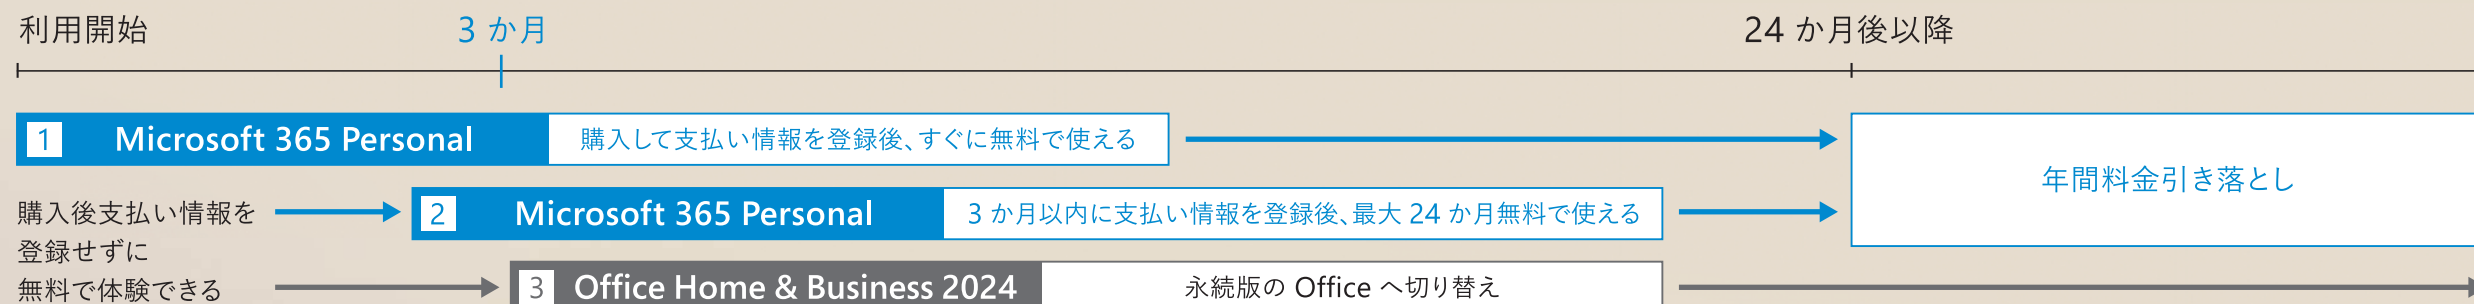 利用開始
3 か月
24 か月後以降
1 Microsoft 365 Personal 購入して支払い情報を登録後、すぐに無料で使える
年間料金引き落とし
購入後支払い情報を
登録せずに
無料で体験できる
2 Microsoft 365 Personal 3 か月以内に支払い情報を登録後、最大 24 か月無料で使える
3 Office Home & Business 2024 永続版の Office へ切り替え